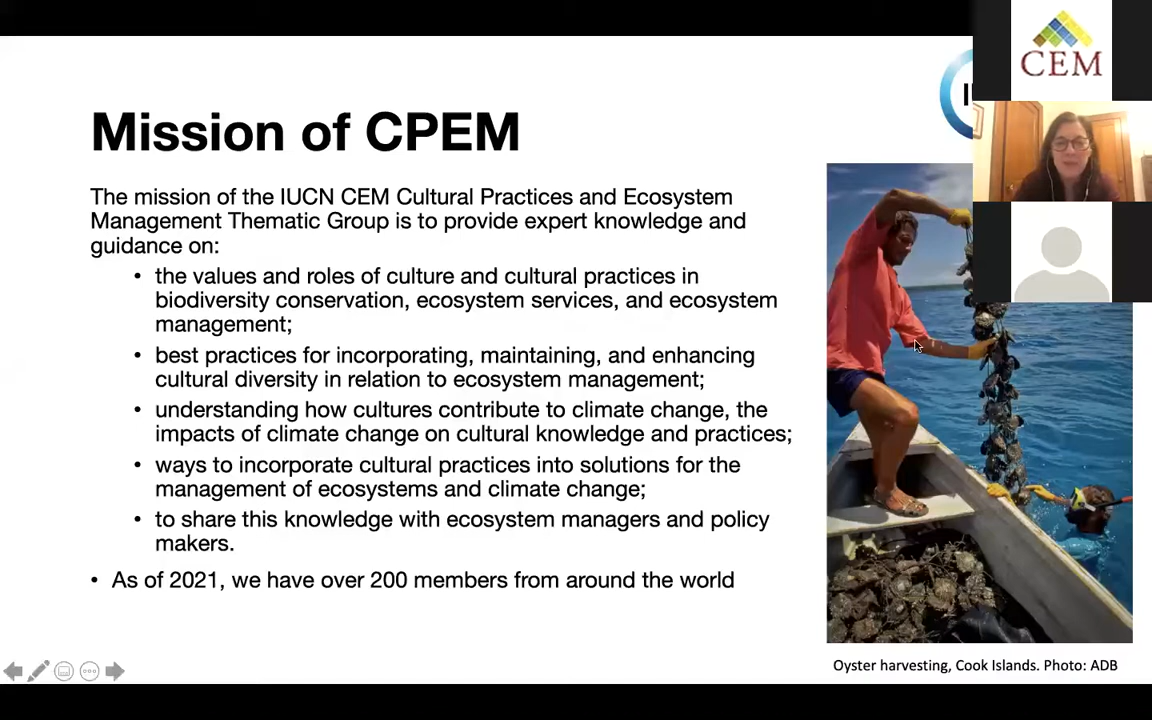 Mission of CPEM
The mission of the IUCN CEM Cultural Practices and Ecosystem
Management Thematic Group is to provide expert knowledge and
guidance on:
• the values and roles of culture and cultural practices in
biodiversity conservation, ecosystem services, and ecosystem
management;
• best practices for incorporating, maintaining, and enhancing
cultural diversity in relation to ecosystem management;
• understanding how cultures contribute to climate change, the
impacts of climate change on cultural knowledge and practices;
• ways to incorporate cultural practices into solutions for the
management of ecosystems and climate change;
• to share this knowledge with ecosystem managers and policy
makers.
• As of 2021, we have over 200 members from around the world
CEM
Oyster harvesting, Cook Islands. Photo: ADB